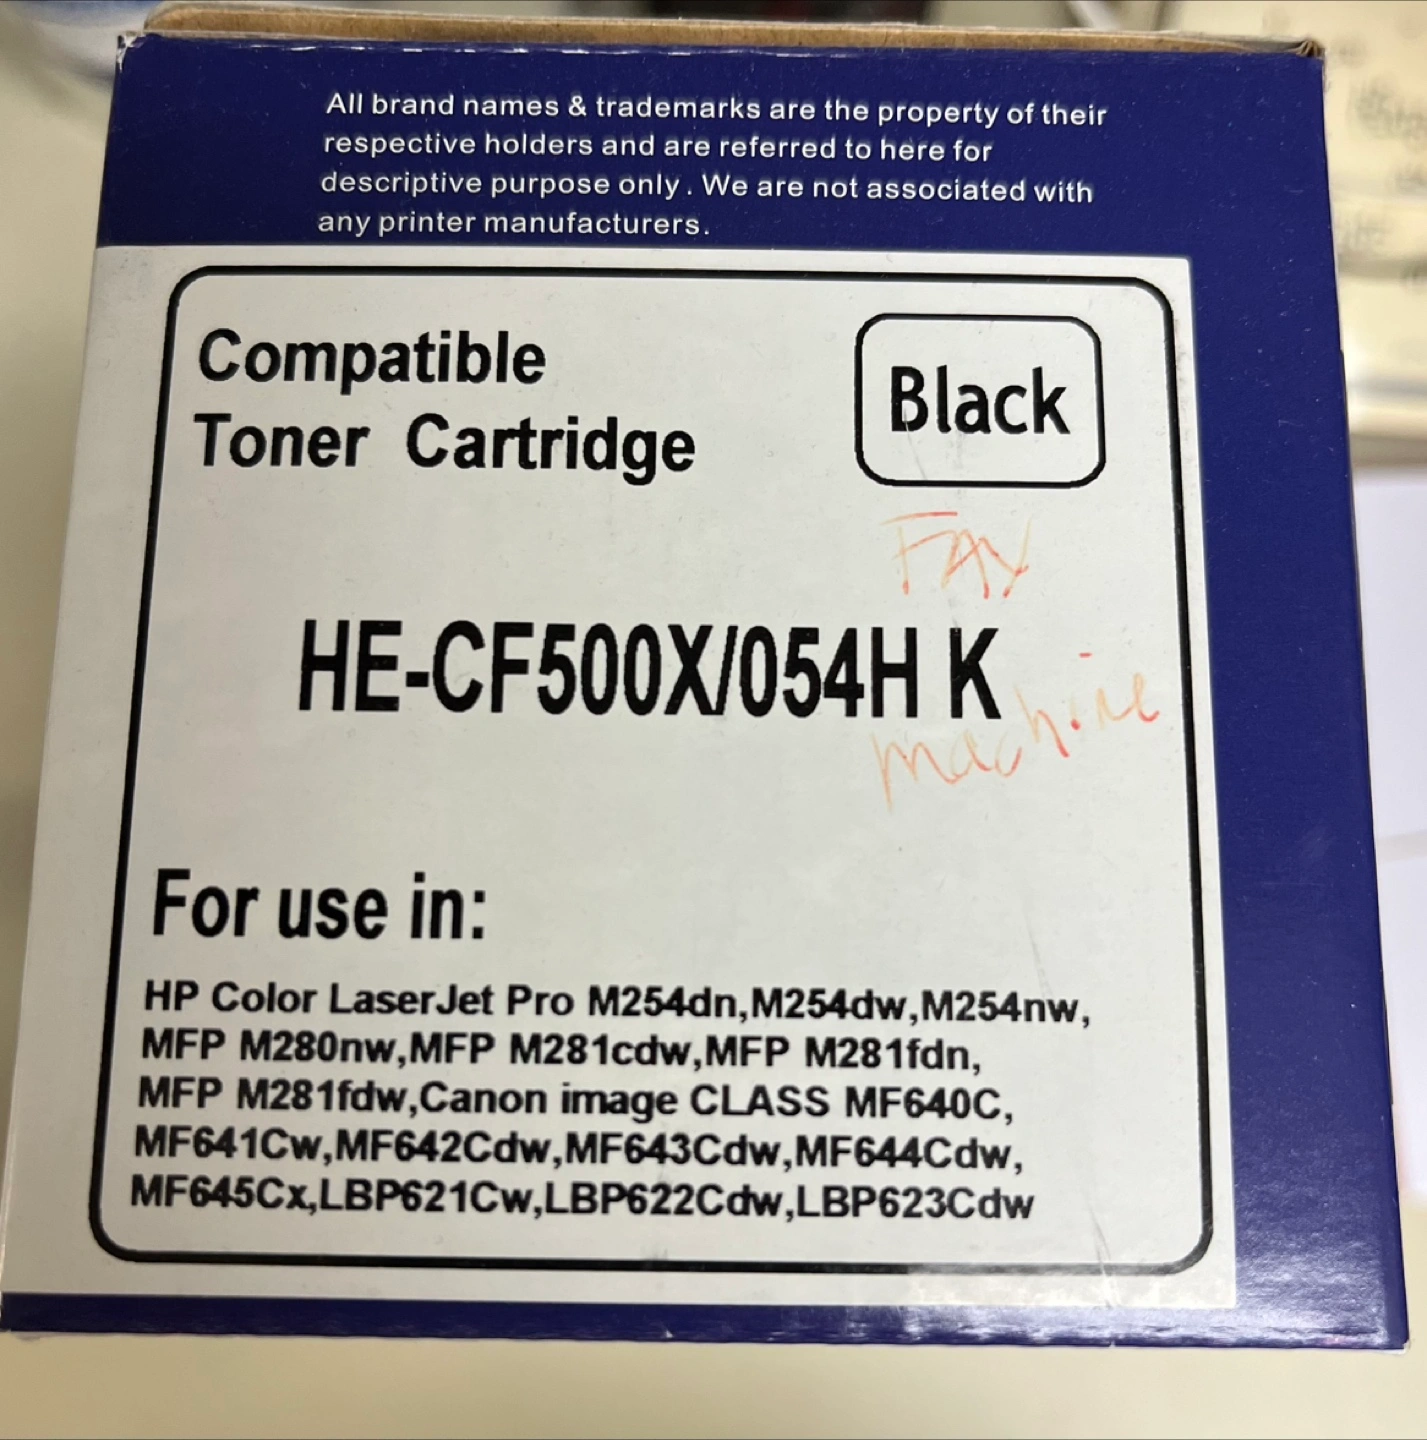 All brand names & trademarks are the property of their
respective holders and are referred to here for
descriptive purpose only . We are not associated with
any printer manufacturers.
Compatible
Toner Cartridge
Black
FAX
HE-CF500X/054H K
machine
For use in:
HP Color LaserJet Pro M254dn,M254dw,M254nw,
MFP M280nw,MFP M281cdw,MFP M281fdn,
MFP M281fdw,Canon image CLASS MF640C,
MF641Cw,MF642Cdw,MF643Cdw,MF644Cdw,
MF645Cx,LBP621Cw,LBP622Cdw,LBP623Cdw